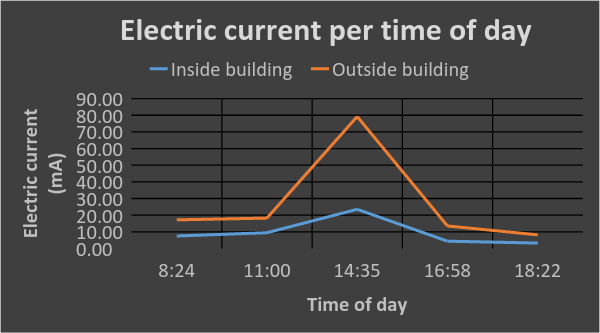 Electric current per time of day
Inside building Outside building
90.00
80.00
70.00
60.00
50.00
40.00
30.00
20.00
10.00
0.00
Electric current
(mA)
8:24 11:00 14:35 16:58 18:22
Time of day